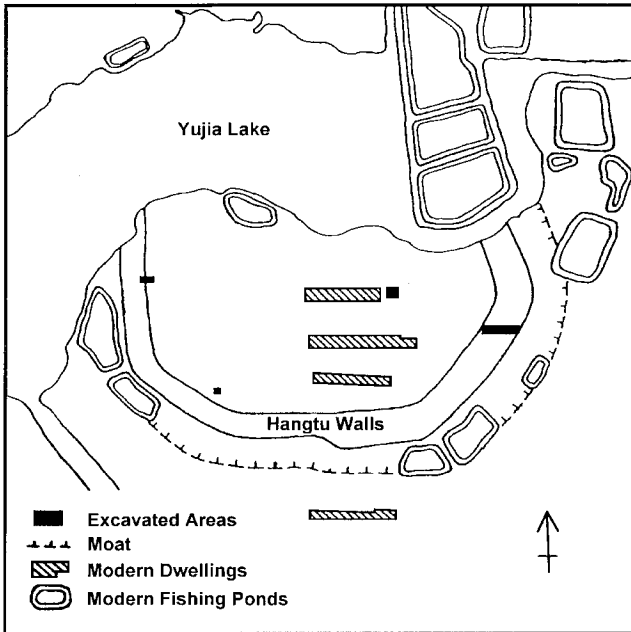 Yujia Lake
Hangtu Walls
Excavated Areas
Moat
Modern Dwellings
Modern Fishing Ponds